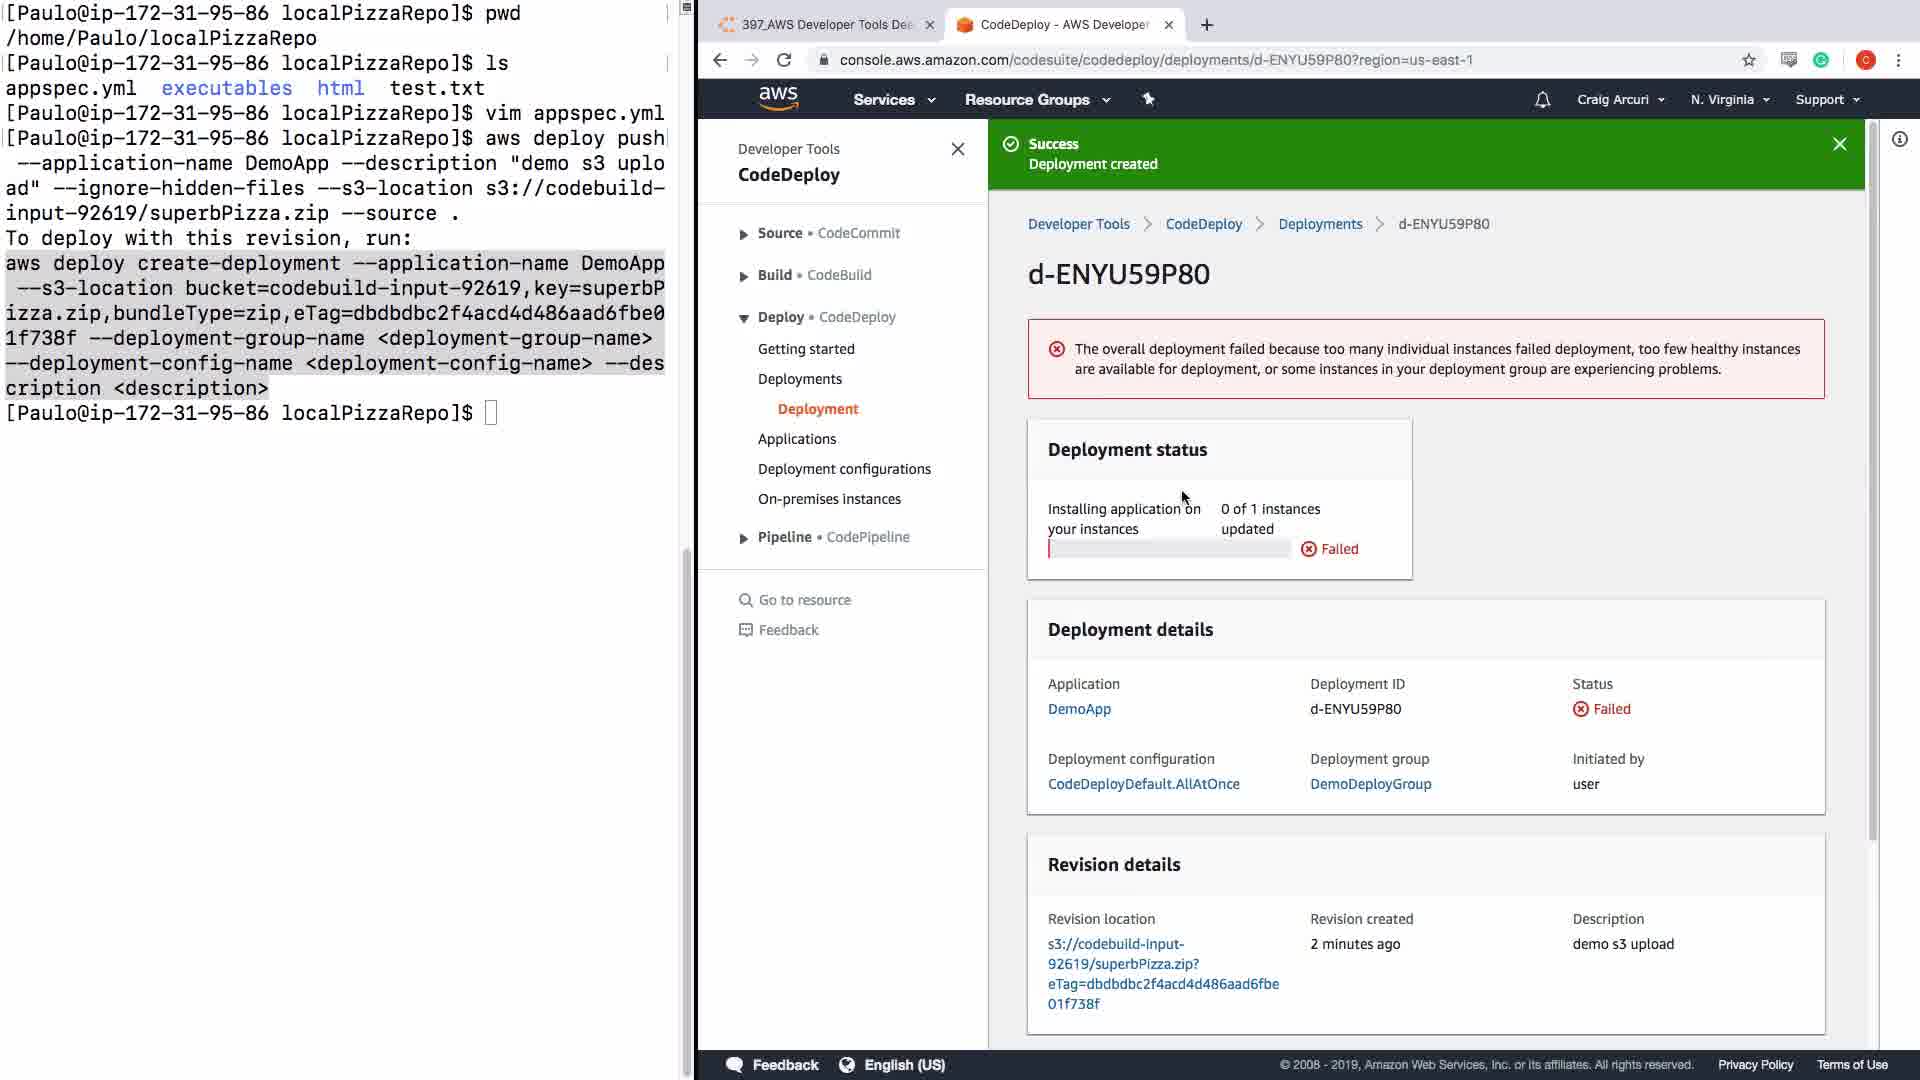 [Paulo@ip-172-31-95-86 localPizzaRepo]$ pwd
/home/Paulo/localPizzaRepo
[Paulo@ip-172-31-95-86 localPizzaRepo]$ ls
appspec.yml  executables  html  test.txt
[Paulo@ip-172-31-95-86 localPizzaRepo]$ vim appspec.yml
[Paulo@ip-172-31-95-86 localPizzaRepo]$ aws deploy push
 --application-name DemoApp --description "demo s3 uplo
ad" --ignore-hidden-files --s3-location s3://codebuild-
input-92619/superbPizza.zip --source .
To deploy with this revision, run:
aws deploy create-deployment --application-name DemoApp
 --s3-location bucket=codebuild-input-92619,key=superbP
izza.zip,bundleType=zip,eTag=dbdbdbc2f4acd4d486aad6fbe0
1f738f --deployment-group-name <deployment-group-name>
--deployment-config-name <deployment-config-name> --des
cription <description>
[Paulo@ip-172-31-95-86 localPizzaRepo]$
397_AWS Developer Tools Dee
CodeDeploy - AWS Developer
console.aws.amazon.com/codesuite/codedeploy/deployments/d-ENYU59P80?region=us-east-1
C
aws
Services
Resource Groups
Craig Arcuri
N. Virginia
Support
Developer Tools
CodeDeploy
Source • CodeCommit
Build • CodeBuild
Deploy • CodeDeploy
Getting started
Deployments
Deployment
Applications
Deployment configurations
On-premises instances
Pipeline • CodePipeline
Go to resource
Feedback
Success
Deployment created
Developer Tools > CodeDeploy > Deployments > d-ENYU59P80
d-ENYU59P80
The overall deployment failed because too many individual instances failed deployment, too few healthy instances
are available for deployment, or some instances in your deployment group are experiencing problems.
Deployment status
Installing application on
your instances
0 of 1 instances
updated
Failed
Deployment details
Application
DemoApp
Deployment ID
d-ENYU59P80
Status
Failed
Deployment configuration
CodeDeployDefault.AllAtOnce
Deployment group
DemoDeployGroup
Initiated by
user
Revision details
Revision location
s3://codebuild-input-
92619/superbPizza.zip?
eTag=dbdbdbc2f4acd4d486aad6fbe
01f738f
Revision created
2 minutes ago
Description
demo s3 upload
Feedback
English (US)
© 2008 - 2019, Amazon Web Services, Inc. or its affiliates. All rights reserved.
Privacy Policy
Terms of Use